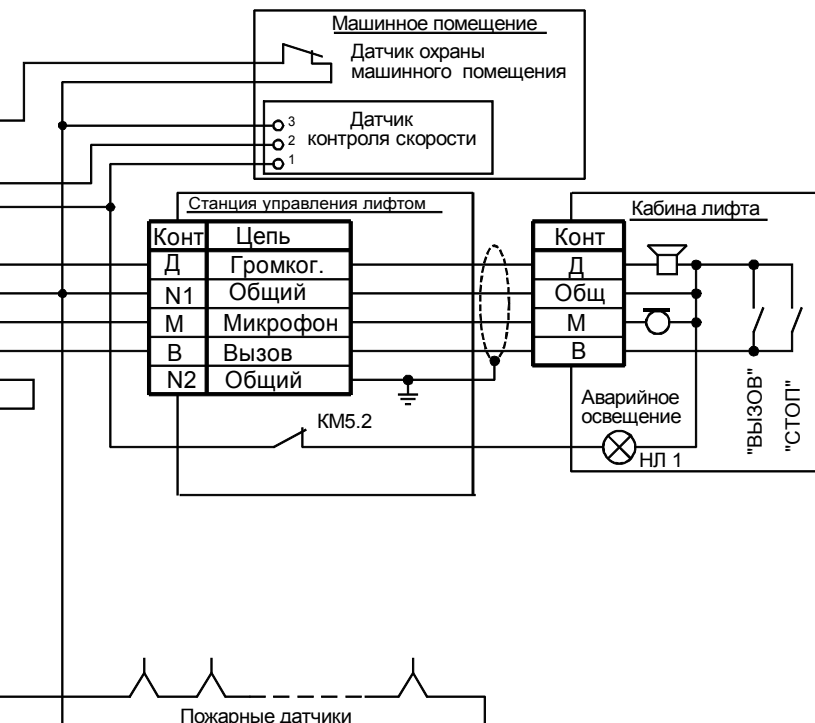 Машинное помещение
Датчик охраны
машинного помещения
3
2
1
Датчик
контроля скорости
Станция управления лифтом
Конт Цепь
Д Громког.
N1 Общий
М Микрофон
В Вызов
N2 Общий
КМ5.2
Кабина лифта
Конт
Д
Общ
М
В
Аварийное
освещение
НЛ 1
"ВЫЗОВ"
"СТОП"
Пожарные датчики